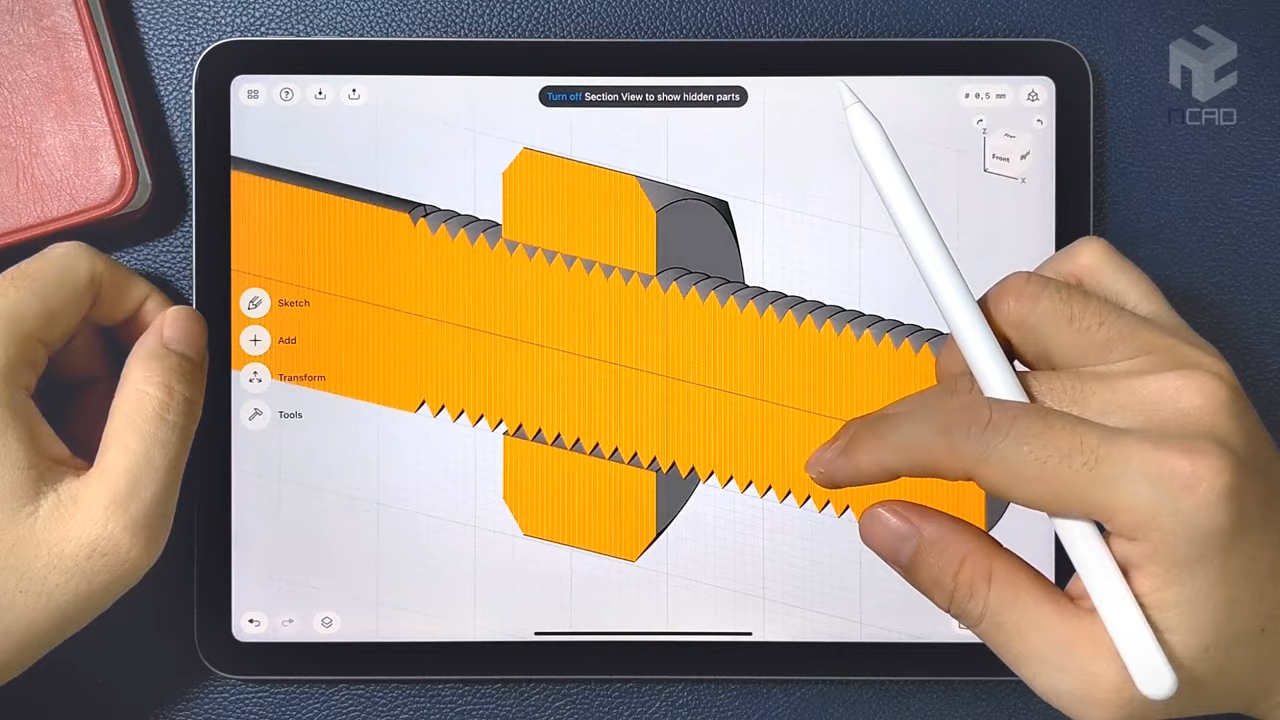 Turn off Section View to show hidden parts
# 0,5 mm
NCAD
Z
Front
X
Sketch
Add
Transform
Tools